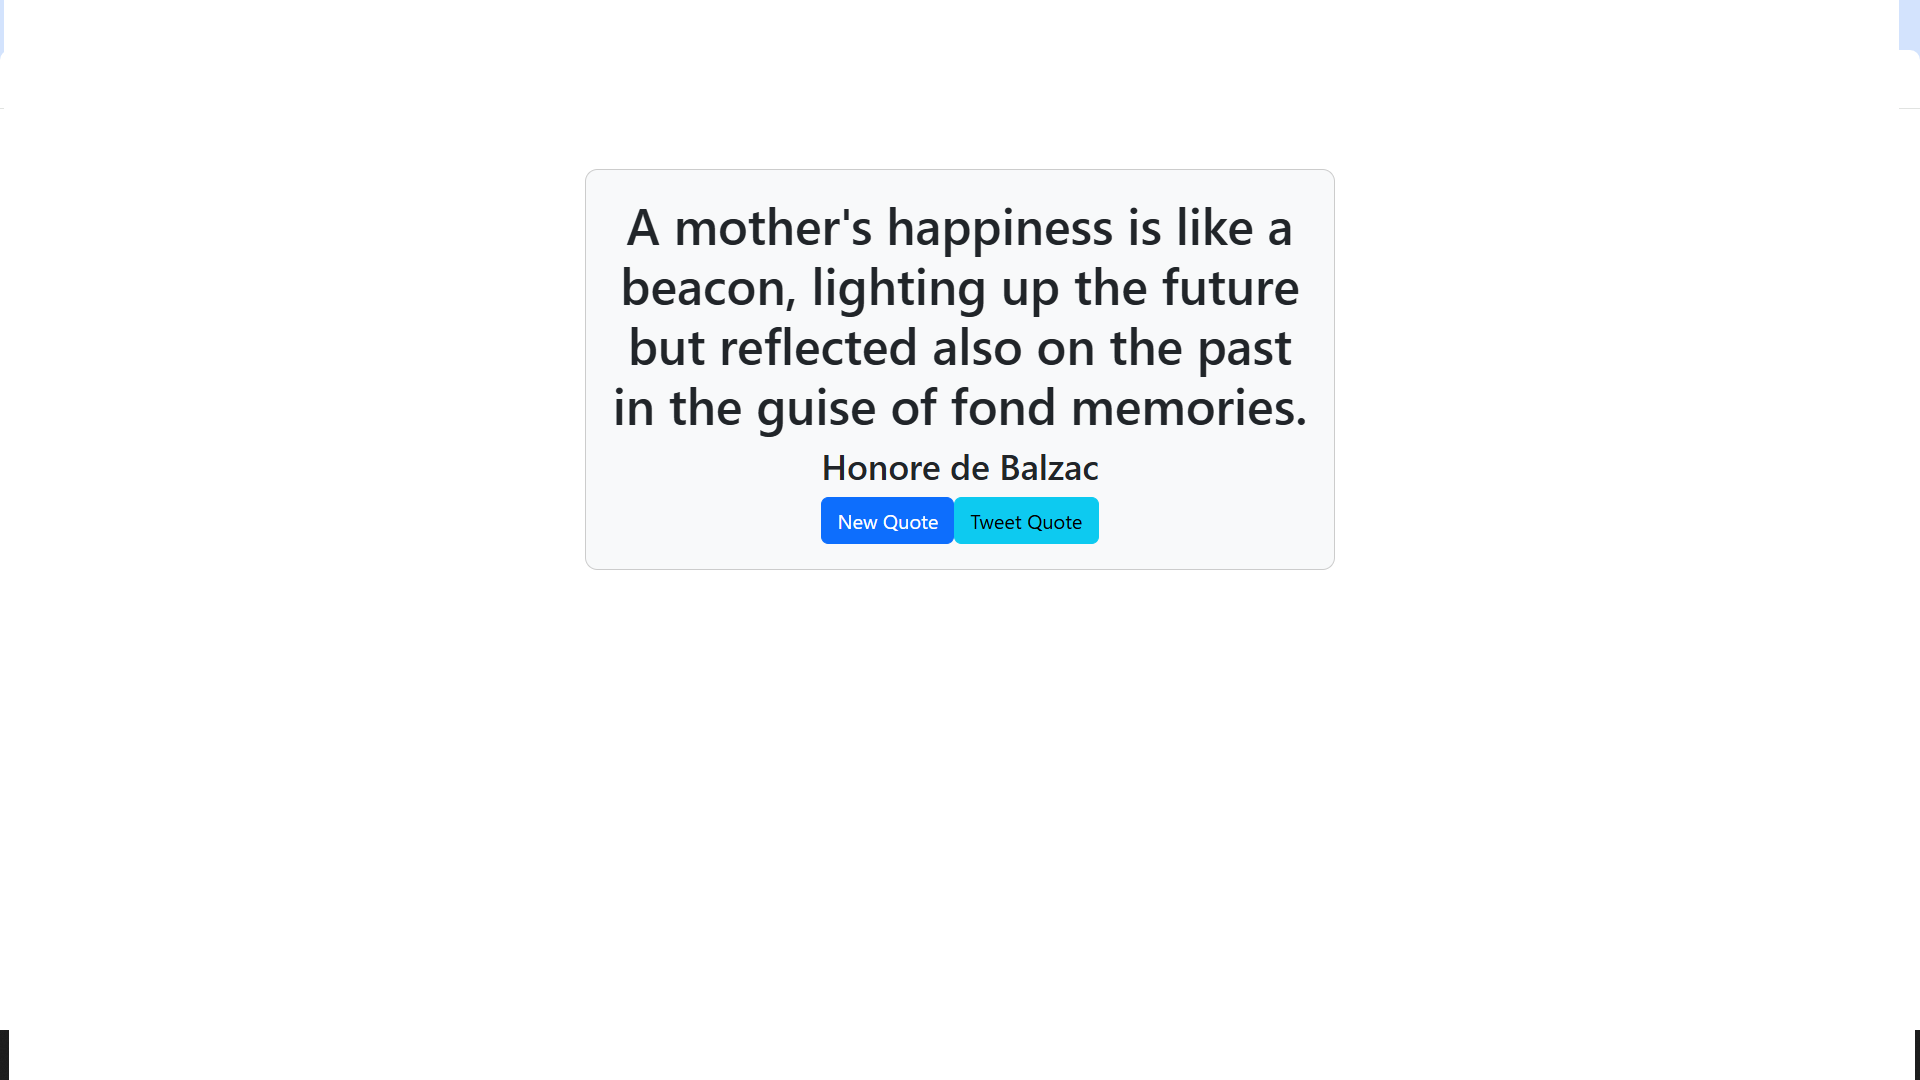 A mother's happiness is like a
beacon, lighting up the future
but reflected also on the past
in the guise of fond memories.
Honore de Balzac
New Quote Tweet Quote